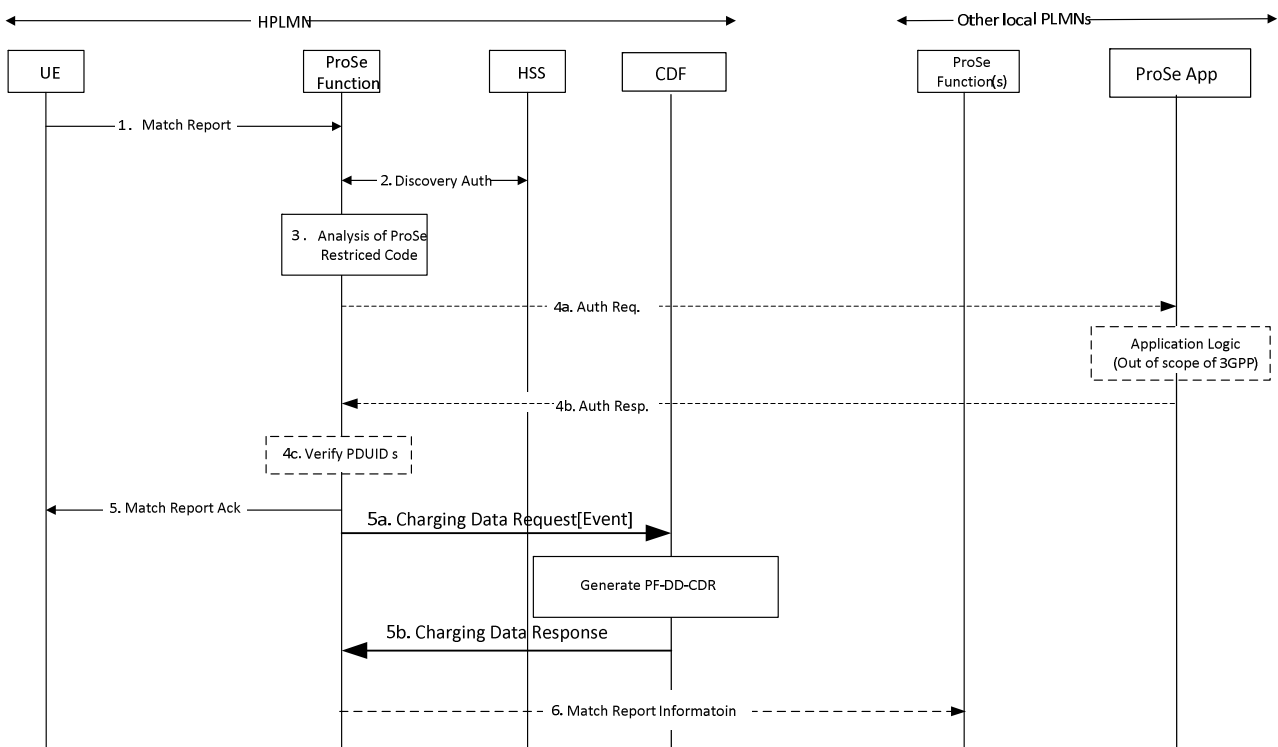 HPLMN
Other local PLMNs
UE
ProSe
Function
HSS
CDF
ProSe
Function(s)
ProSe App
1. Match Report
2. Discovery Auth
3. Analysis of ProSe
Restriced Code
4a. Auth Req.
Application Logic
(Out of scope of 3GPP)
4b. Auth Resp.
4c. Verify PDUID s
5. Match Report Ack
5a. Charging Data Request[Event]
Generate PF-DD-CDR
5b. Charging Data Response
6. Match Report Informatoin